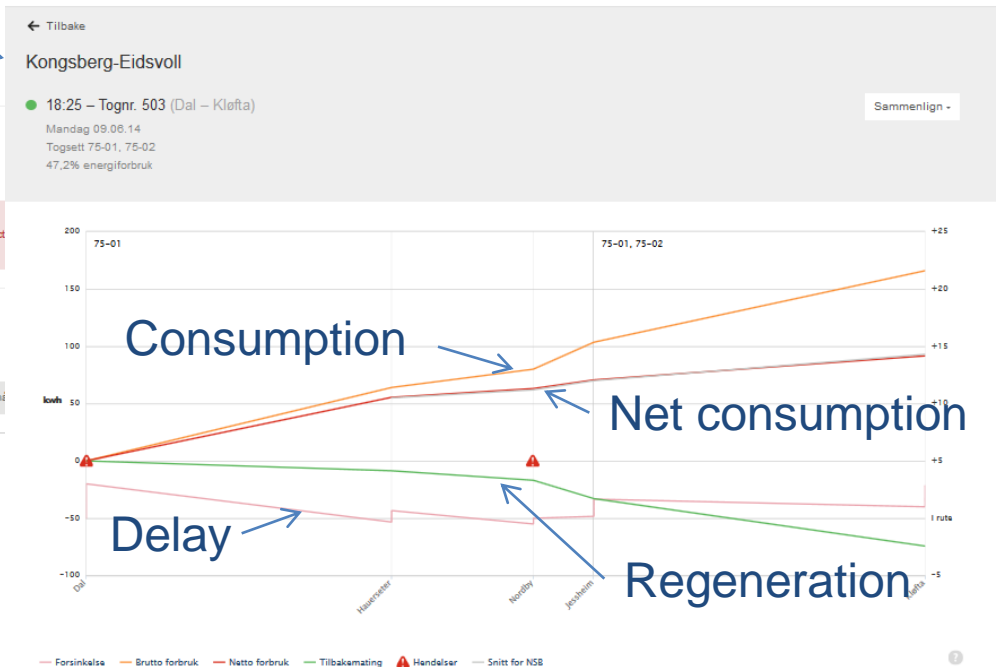 ← Tilbake
Kongsberg-Eidsvoll
18:25 – Tognr. 503 (Dal – Kløfta)
Sammenlign
Mandag 09.06.14
Togsett 75-01, 75-02
47,2% energiforbruk
200
75-01
75-01, 75-02
+25
150
+20
Consumption
100
+15
kwh
50
+10
Net consumption
0
+5
-50
I rute
Delay
Regeneration
-100
-5
Dal
Hauerseter
Nordby
Jessheim
Kløfta
Forsinkelse
Brutto forbruk
Netto forbruk
Tilbakemating
Hendelser
Snitt for NSB
?